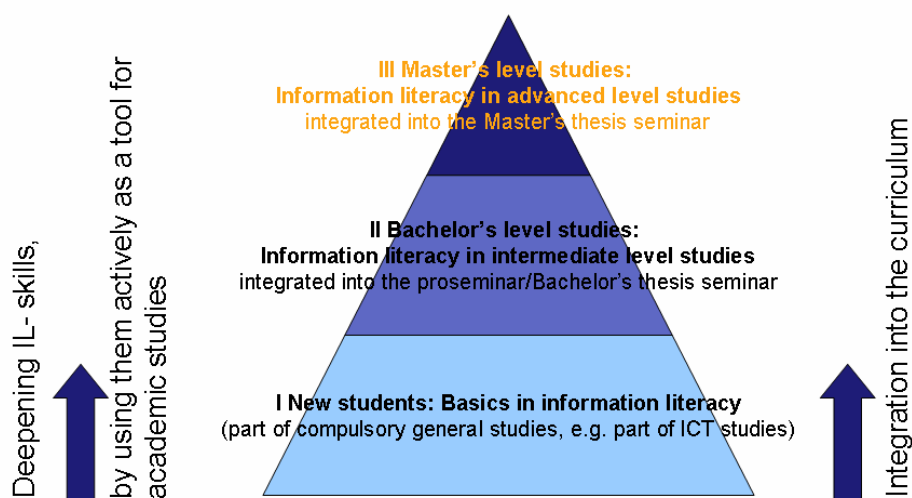 Deepening IL- skills,
by using them actively as a tool for
academic studies
III Master's level studies:
Information literacy in advanced level studies
integrated into the Master's thesis seminar
II Bachelor's level studies:
Information literacy in intermediate level studies
integrated into the proseminar/Bachelor's thesis seminar
I New students: Basics in information literacy
(part of compulsory general studies, e.g. part of ICT studies)
Integration into the curriculum